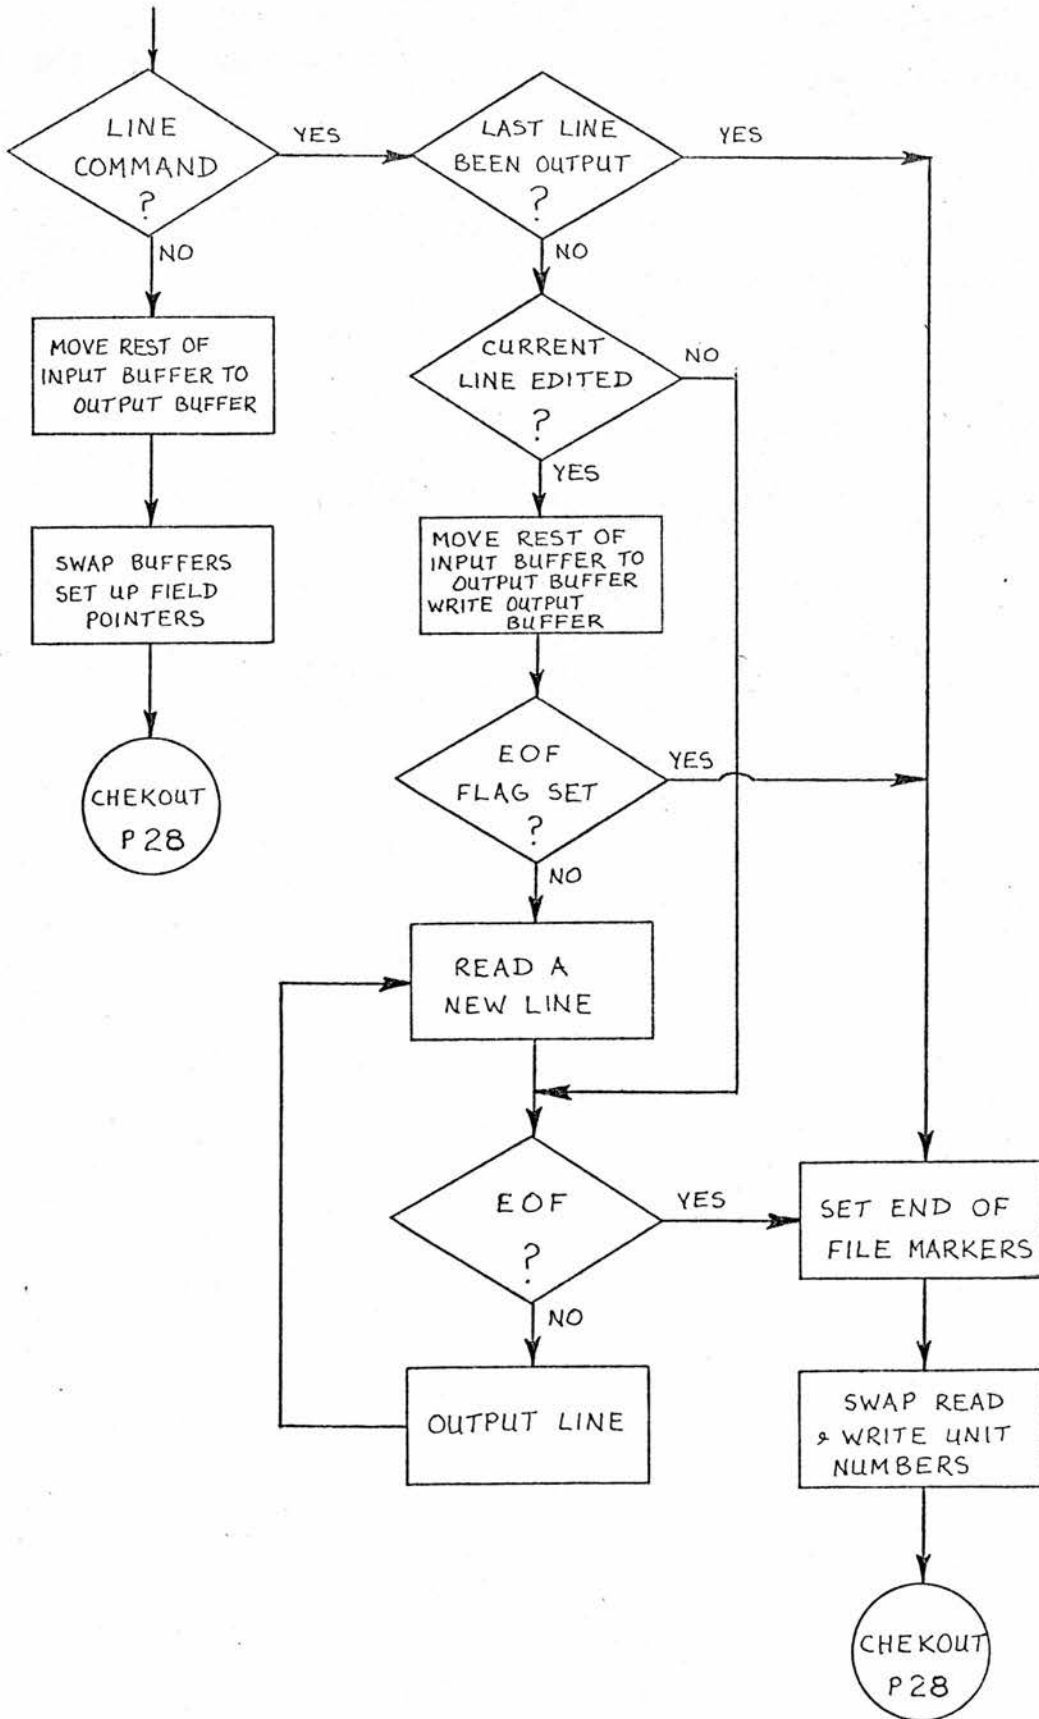 LINE
COMMAND
?
YES
NO
LAST LINE
BEEN OUTPUT
?
YES
NO
MOVE REST OF
INPUT BUFFER TO
OUTPUT BUFFER
CURRENT
LINE EDITED
?
NO
YES
SWAP BUFFERS
SET UP FIELD
POINTERS
MOVE REST OF
INPUT BUFFER TO
OUTPUT BUFFER
WRITE OUTPUT
BUFFER
CHEKOUT
P28
EOF
FLAG SET
?
YES
NO
READ A
NEW LINE
EOF
?
YES
NO
SET END OF
FILE MARKERS
OUTPUT LINE
SWAP READ
& WRITE UNIT
NUMBERS
CHEKOUT
P28